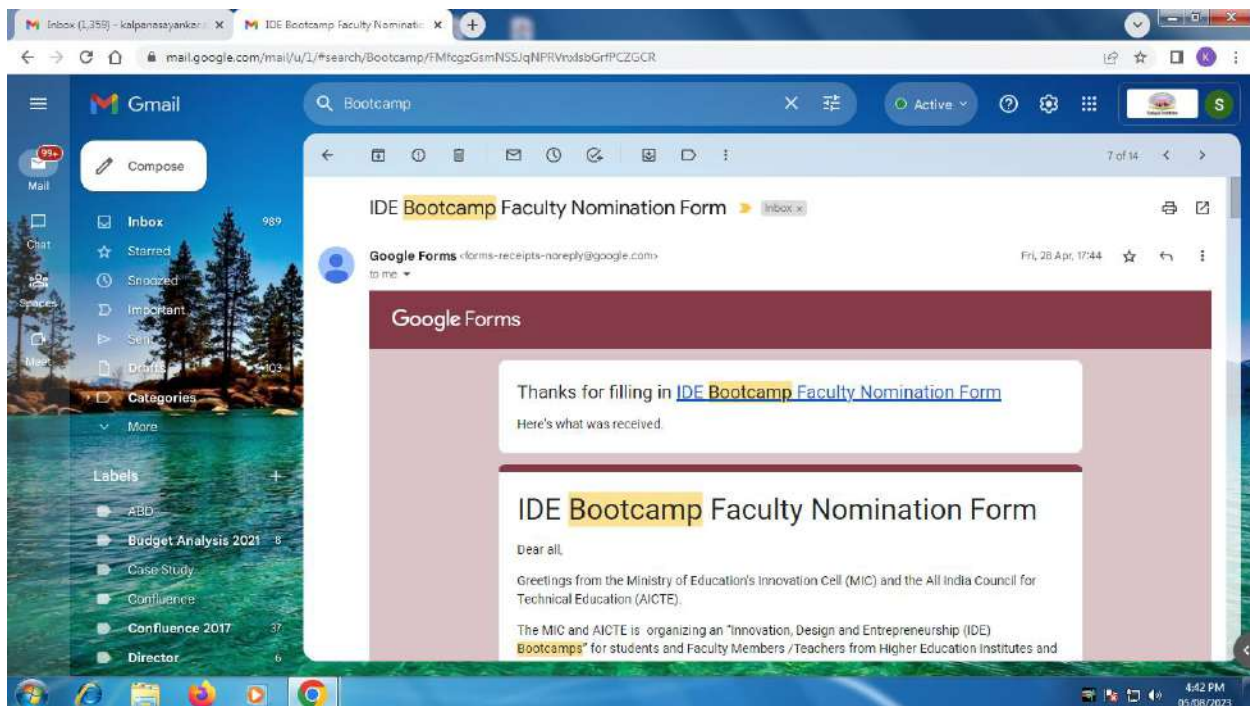 Inbox (1,359) - kalpanasayankar
IDE Bootcamp Faculty Nominatio
mail.google.com/mail/u/1/#search/Bootcamp/FMfcgzGsmNSSJqNPRVnxlsbGrfPCZGCR
K
Gmail
Bootcamp
Active
S
99+
Mail
Compose
7 of 14
Chat
Spaces
Meet
Inbox 989
Starred
Snoozed
Important
Sent
Drafts 103
Categories
More
Labels
ABD
Budget Analysis 2021 8
Case Study
Confluence
Confluence 2017 37
Director 6
IDE Bootcamp Faculty Nomination Form Inbox x
Google Forms <forms-receipts-noreply@google.com> Fri, 28 Apr, 17:44
to me
Google Forms
Thanks for filling in IDE Bootcamp Faculty Nomination Form
Here's what was received.
IDE Bootcamp Faculty Nomination Form
Dear all,
Greetings from the Ministry of Education's Innovation Cell (MIC) and the All India Council for
Technical Education (AICTE).
The MIC and AICTE is organizing an "Innovation, Design and Entrepreneurship (IDE)
Bootcamps" for students and Faculty Members /Teachers from Higher Education Institutes and
4:42 PM
05/08/2023